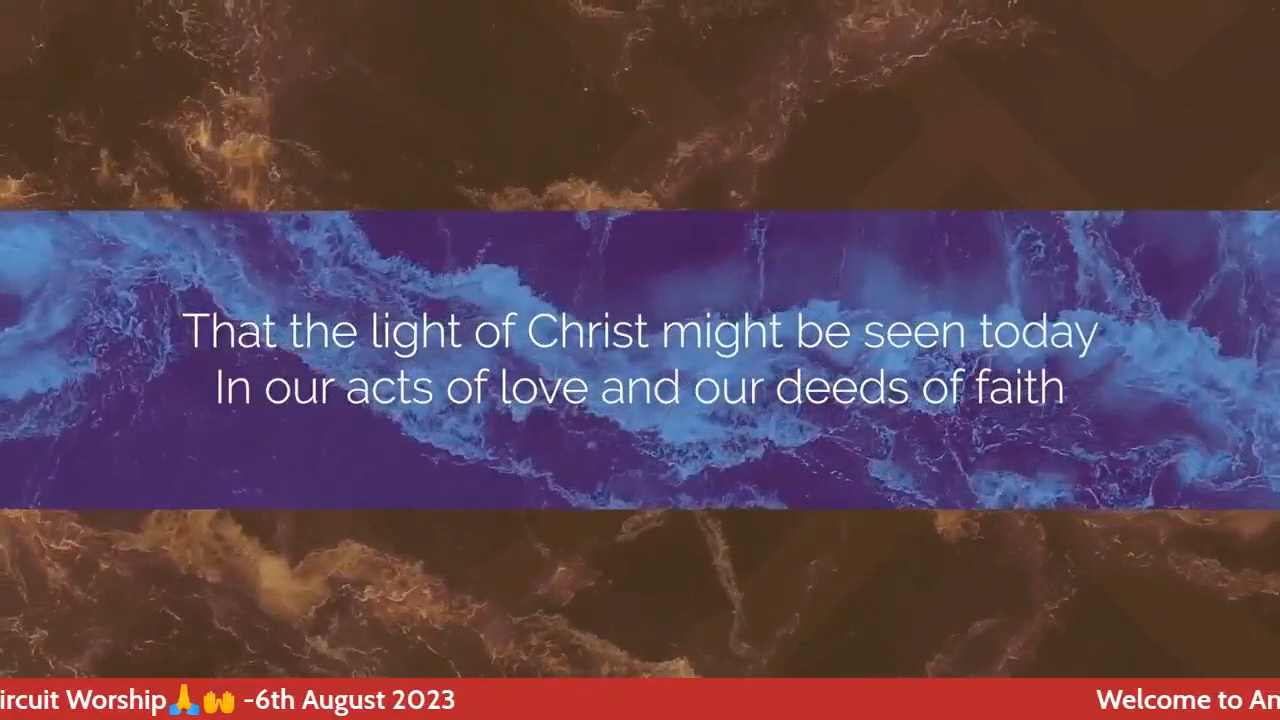 That the light of Christ might be seen today
In our acts of love and our deeds of faith
ircuit Worship🙏🙌 -6th August 2023
Welcome to An